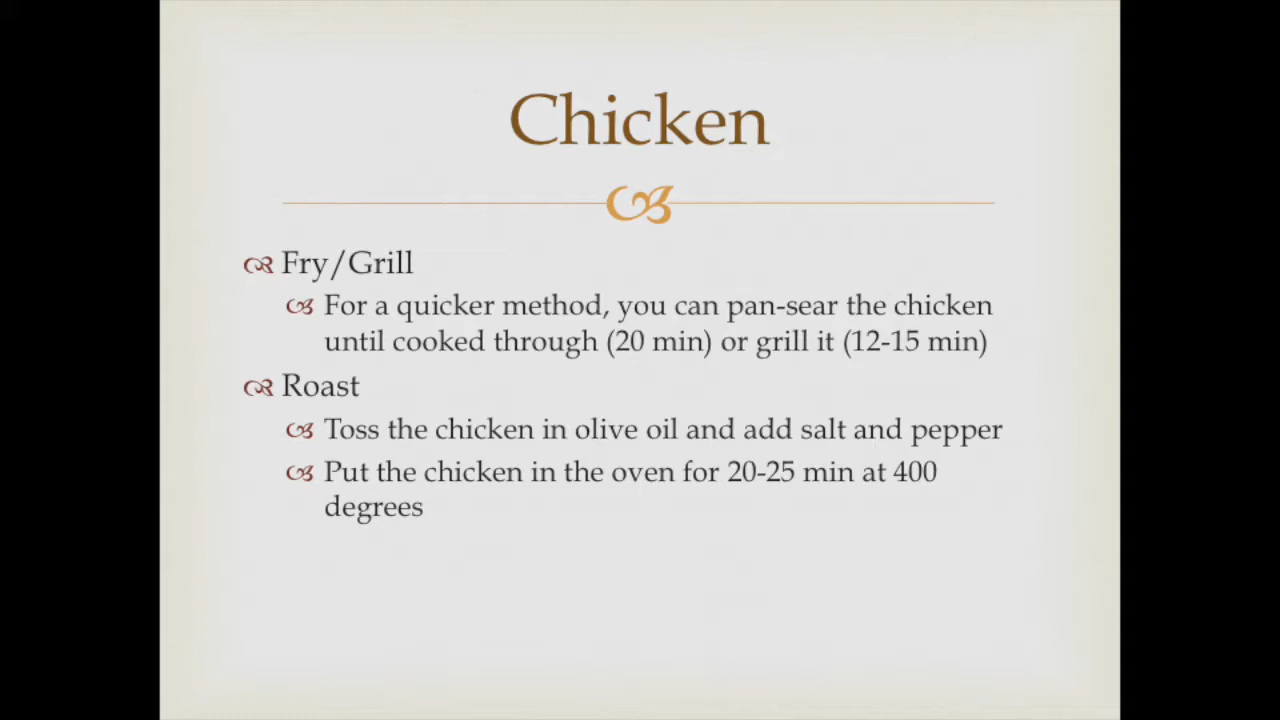 Chicken
Fry/Grill
For a quicker method, you can pan-sear the chicken
until cooked through (20 min) or grill it (12-15 min)
Roast
Toss the chicken in olive oil and add salt and pepper
Put the chicken in the oven for 20-25 min at 400
degrees